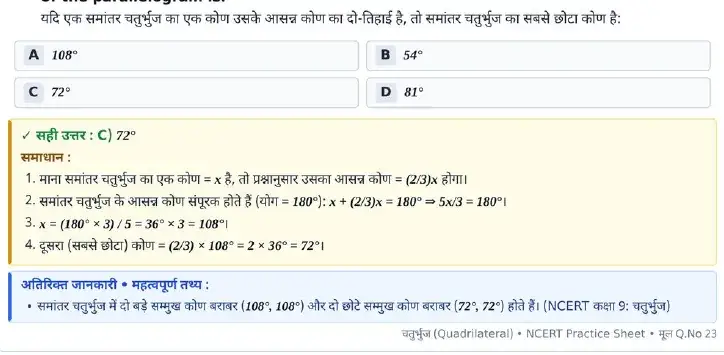 of the parallelogram is:
यदि एक समांतर चतुर्भुज का एक कोण उसके आसन्न कोण का दो-तिहाई है, तो समांतर चतुर्भुज का सबसे छोटा कोण है:
A 108°
B 54°
C 72°
D 81°
✓ सही उत्तर : C) 72°
समाधान :
1. माना समांतर चतुर्भुज का एक कोण = x है, तो प्रश्नानुसार उसका आसन्न कोण = (2/3)x होगा।
2. समांतर चतुर्भुज के आसन्न कोण संपूरक होते हैं (योग = 180°): x + (2/3)x = 180° ⇒ 5x/3 = 180°।
3. x = (180° × 3) / 5 = 36° × 3 = 108°।
4. दूसरा (सबसे छोटा) कोण = (2/3) × 108° = 2 × 36° = 72°।
अतिरिक्त जानकारी • महत्वपूर्ण तथ्य :
• समांतर चतुर्भुज में दो बड़े सम्मुख कोण बराबर (108°, 108°) और दो छोटे सम्मुख कोण बराबर (72°, 72°) होते हैं। (NCERT कक्षा 9: चतुर्भुज)
चतुर्भुज (Quadrilateral) • NCERT Practice Sheet • मूल Q.No 23